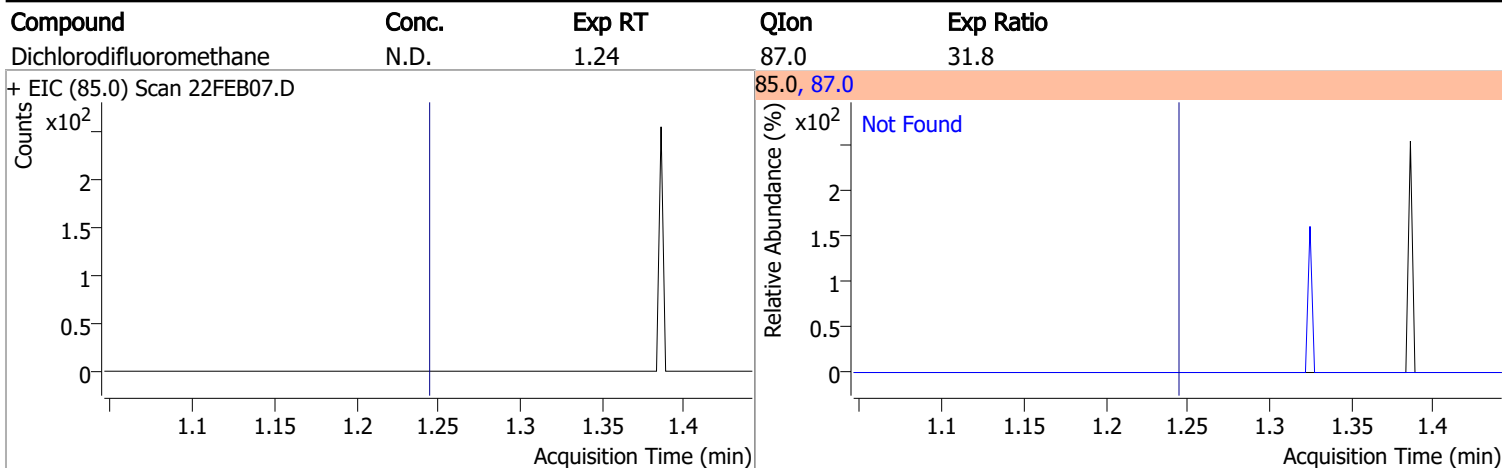 Compound Conc. Exp RT QIon Exp Ratio
Dichlorodifluoromethane N.D. 1.24 87.0 31.8
+ EIC (85.0) Scan 22FEB07.D
Counts
x10²
2
1.5
1
0.5
0
1.1 1.15 1.2 1.25 1.3 1.35 1.4
Acquisition Time (min)
85.0, 87.0
Relative Abundance (%)
x10²
Not Found
2
1.5
1
0.5
0
1.1 1.15 1.2 1.25 1.3 1.35 1.4
Acquisition Time (min)